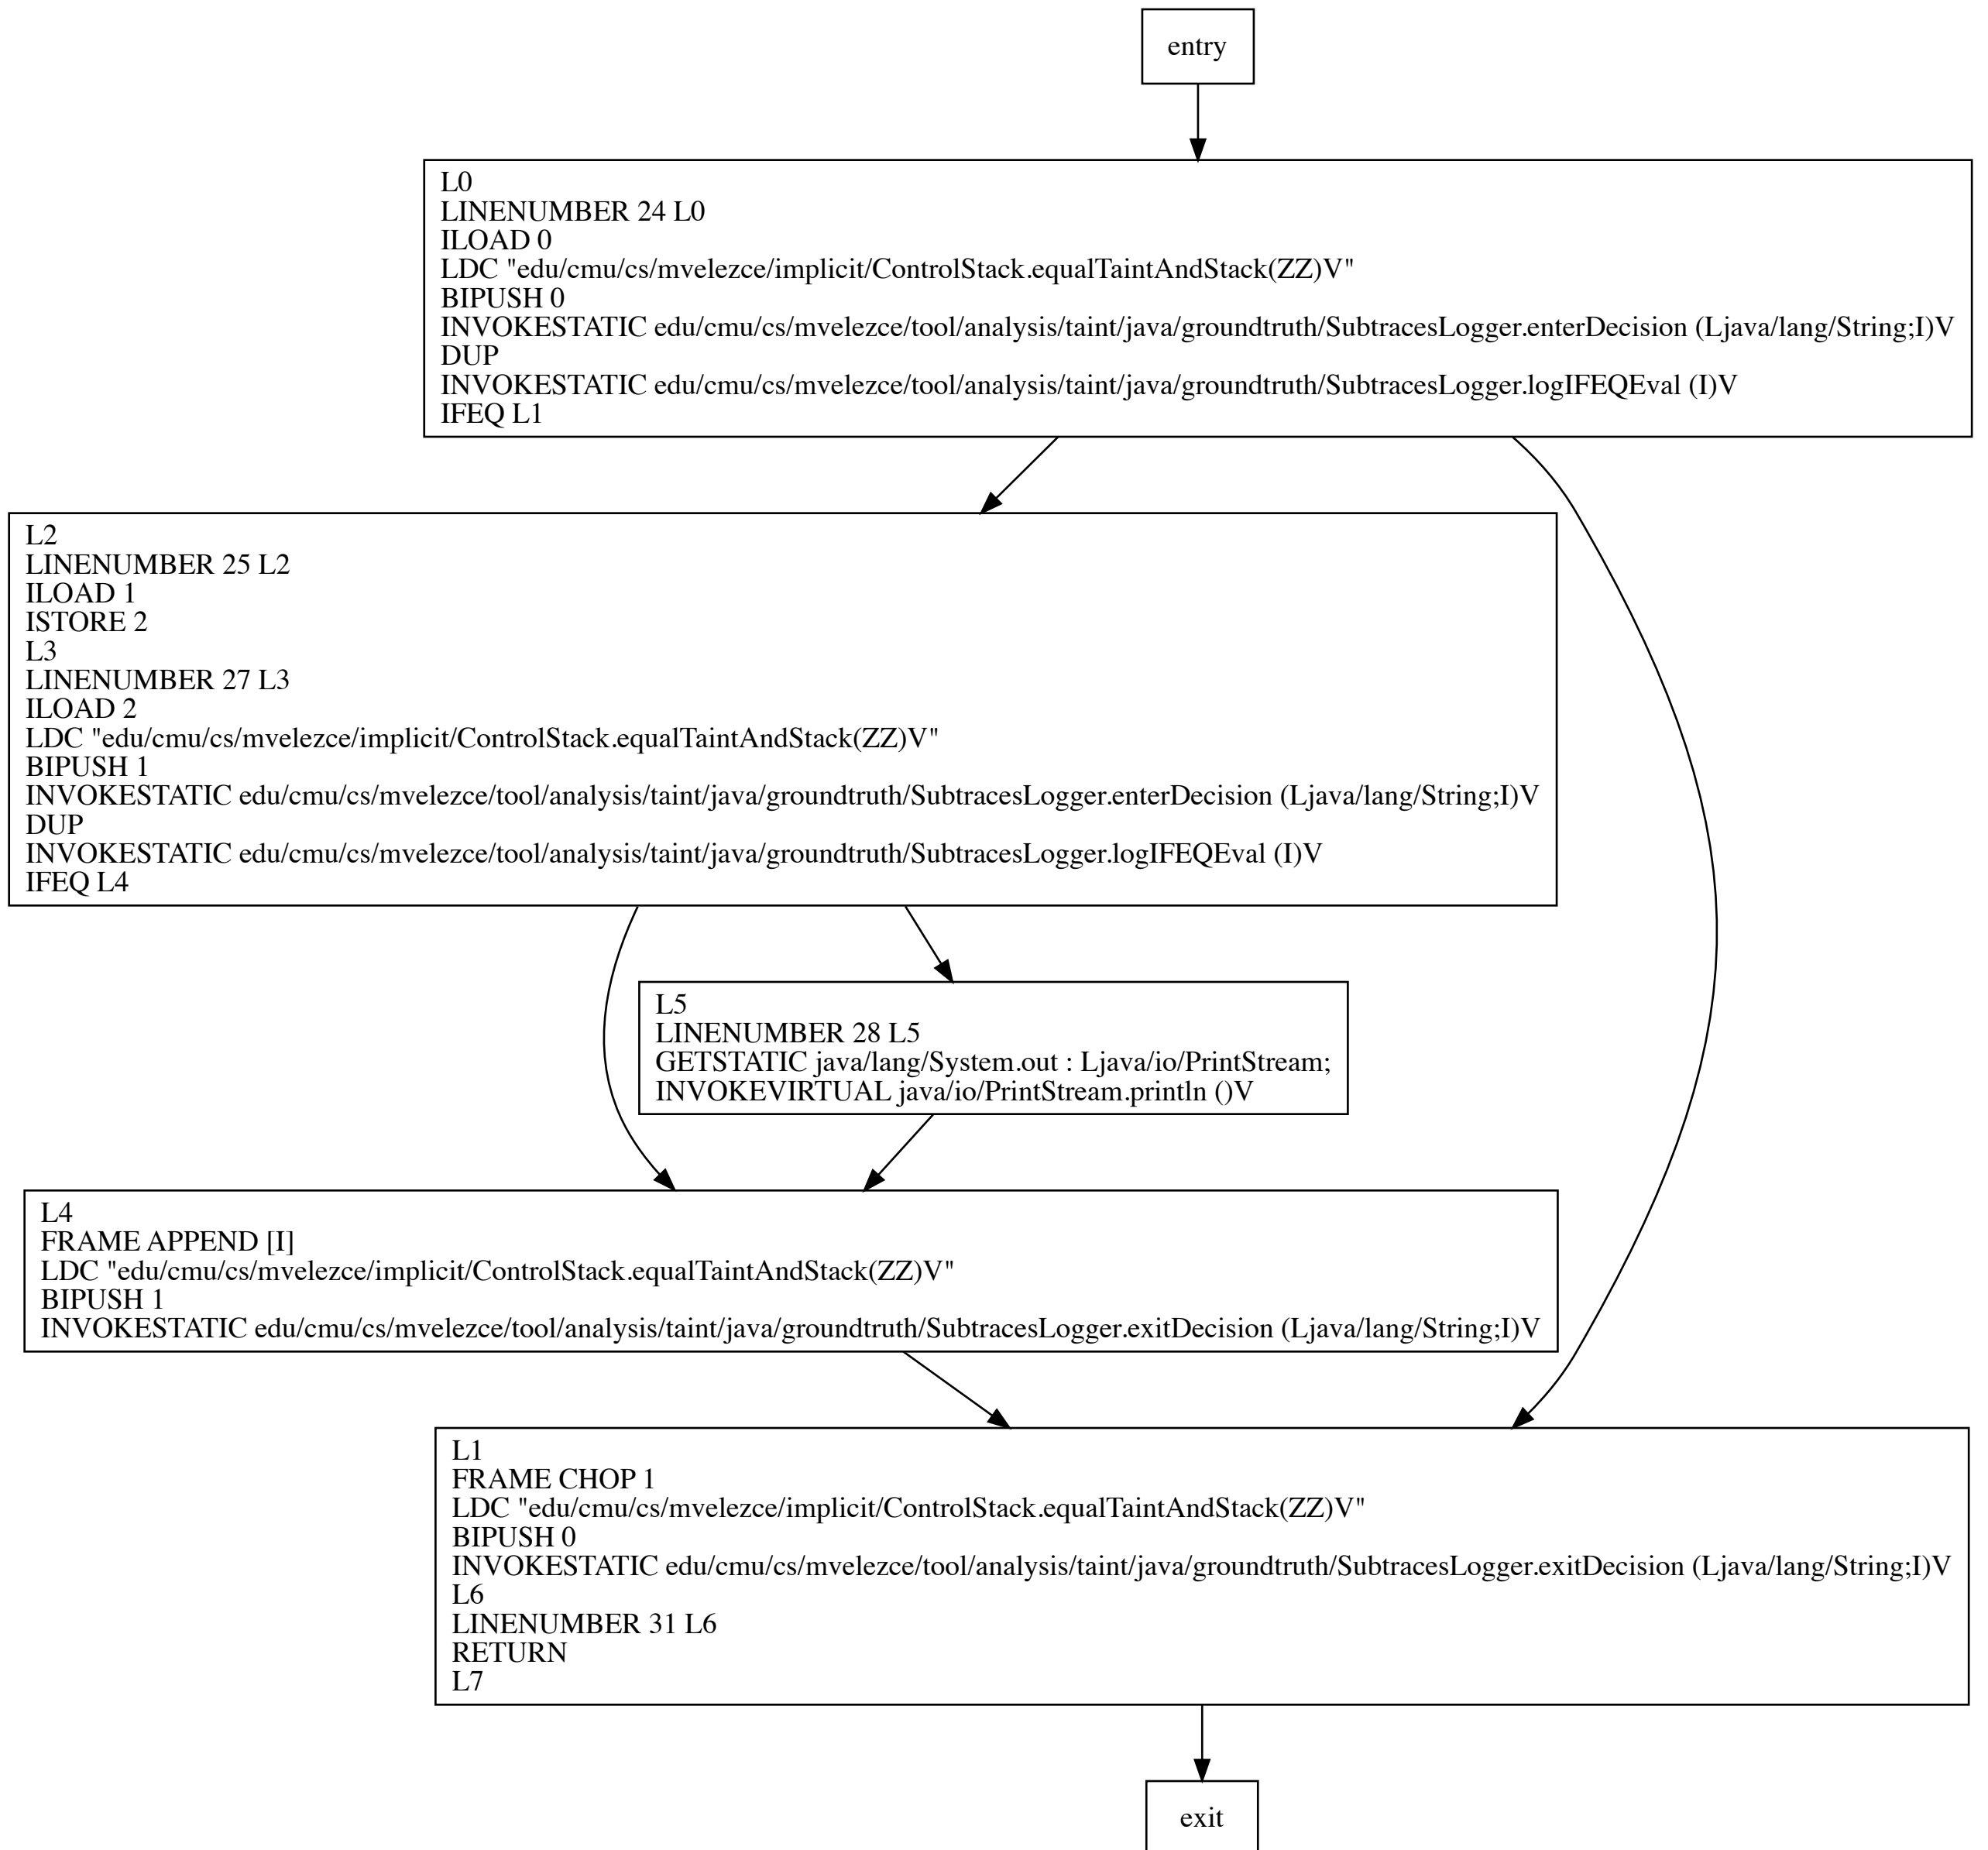 entry
L0
LINENUMBER 24 L0
ILOAD 0
LDC "edu/cmu/cs/mvelezce/implicit/ControlStack.equalTaintAndStack(ZZ)V"
BIPUSH 0
INVOKESTATIC edu/cmu/cs/mvelezce/tool/analysis/taint/java/groundtruth/SubtracesLogger.enterDecision (Ljava/lang/String;I)V
DUP
INVOKESTATIC edu/cmu/cs/mvelezce/tool/analysis/taint/java/groundtruth/SubtracesLogger.logIFEQEval (I)V
IFEQ L1
L2
LINENUMBER 25 L2
ILOAD 1
ISTORE 2
L3
LINENUMBER 27 L3
ILOAD 2
LDC "edu/cmu/cs/mvelezce/implicit/ControlStack.equalTaintAndStack(ZZ)V"
BIPUSH 1
INVOKESTATIC edu/cmu/cs/mvelezce/tool/analysis/taint/java/groundtruth/SubtracesLogger.enterDecision (Ljava/lang/String;I)V
DUP
INVOKESTATIC edu/cmu/cs/mvelezce/tool/analysis/taint/java/groundtruth/SubtracesLogger.logIFEQEval (I)V
IFEQ L4
L5
LINENUMBER 28 L5
GETSTATIC java/lang/System.out : Ljava/io/PrintStream;
INVOKEVIRTUAL java/io/PrintStream.println ()V
L4
FRAME APPEND [I]
LDC "edu/cmu/cs/mvelezce/implicit/ControlStack.equalTaintAndStack(ZZ)V"
BIPUSH 1
INVOKESTATIC edu/cmu/cs/mvelezce/tool/analysis/taint/java/groundtruth/SubtracesLogger.exitDecision (Ljava/lang/String;I)V
L1
FRAME CHOP 1
LDC "edu/cmu/cs/mvelezce/implicit/ControlStack.equalTaintAndStack(ZZ)V"
BIPUSH 0
INVOKESTATIC edu/cmu/cs/mvelezce/tool/analysis/taint/java/groundtruth/SubtracesLogger.exitDecision (Ljava/lang/String;I)V
L6
LINENUMBER 31 L6
RETURN
L7
exit